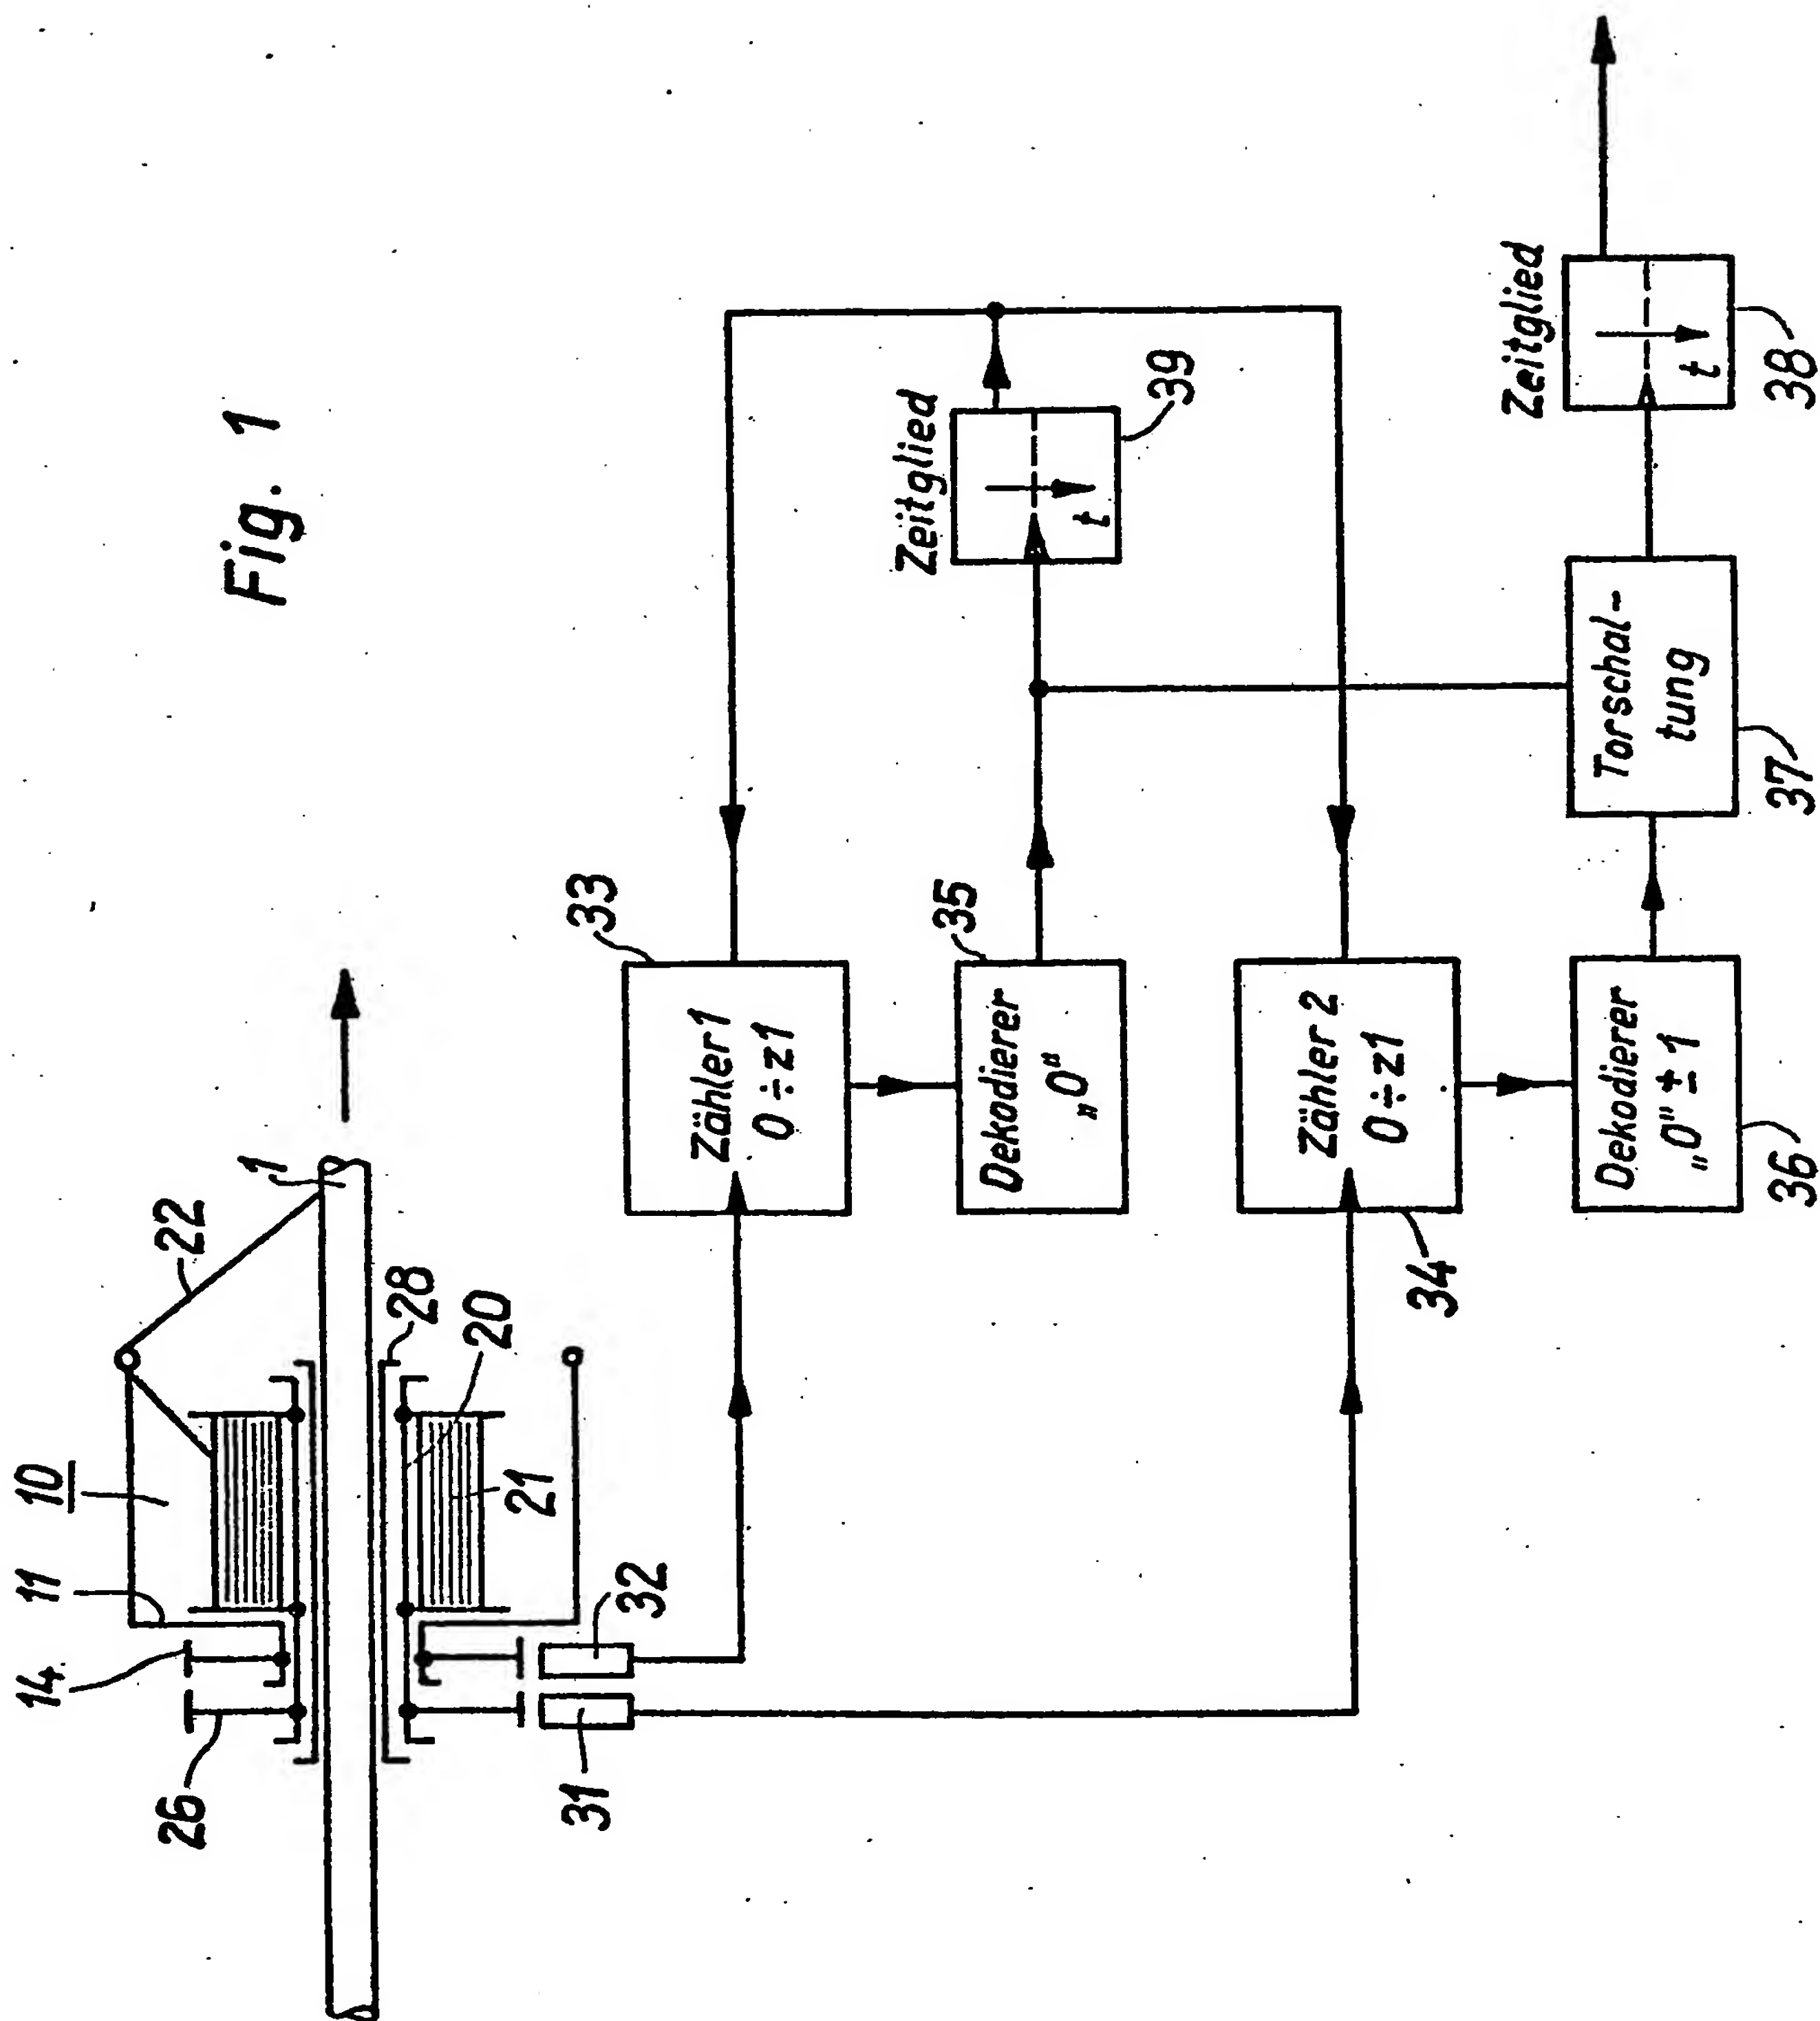 Fig. 1
10
11
14
26
22
1
28
20
21
32
31
33
Zähler 1
0 ÷ z1
35
Dekodierer
„0"
Zeitglied
t
39
Zähler 2
0 ÷ z1
34
Dekodierer
„0" ± 1
36
Torschal-
tung
37
Zeitglied
t
38